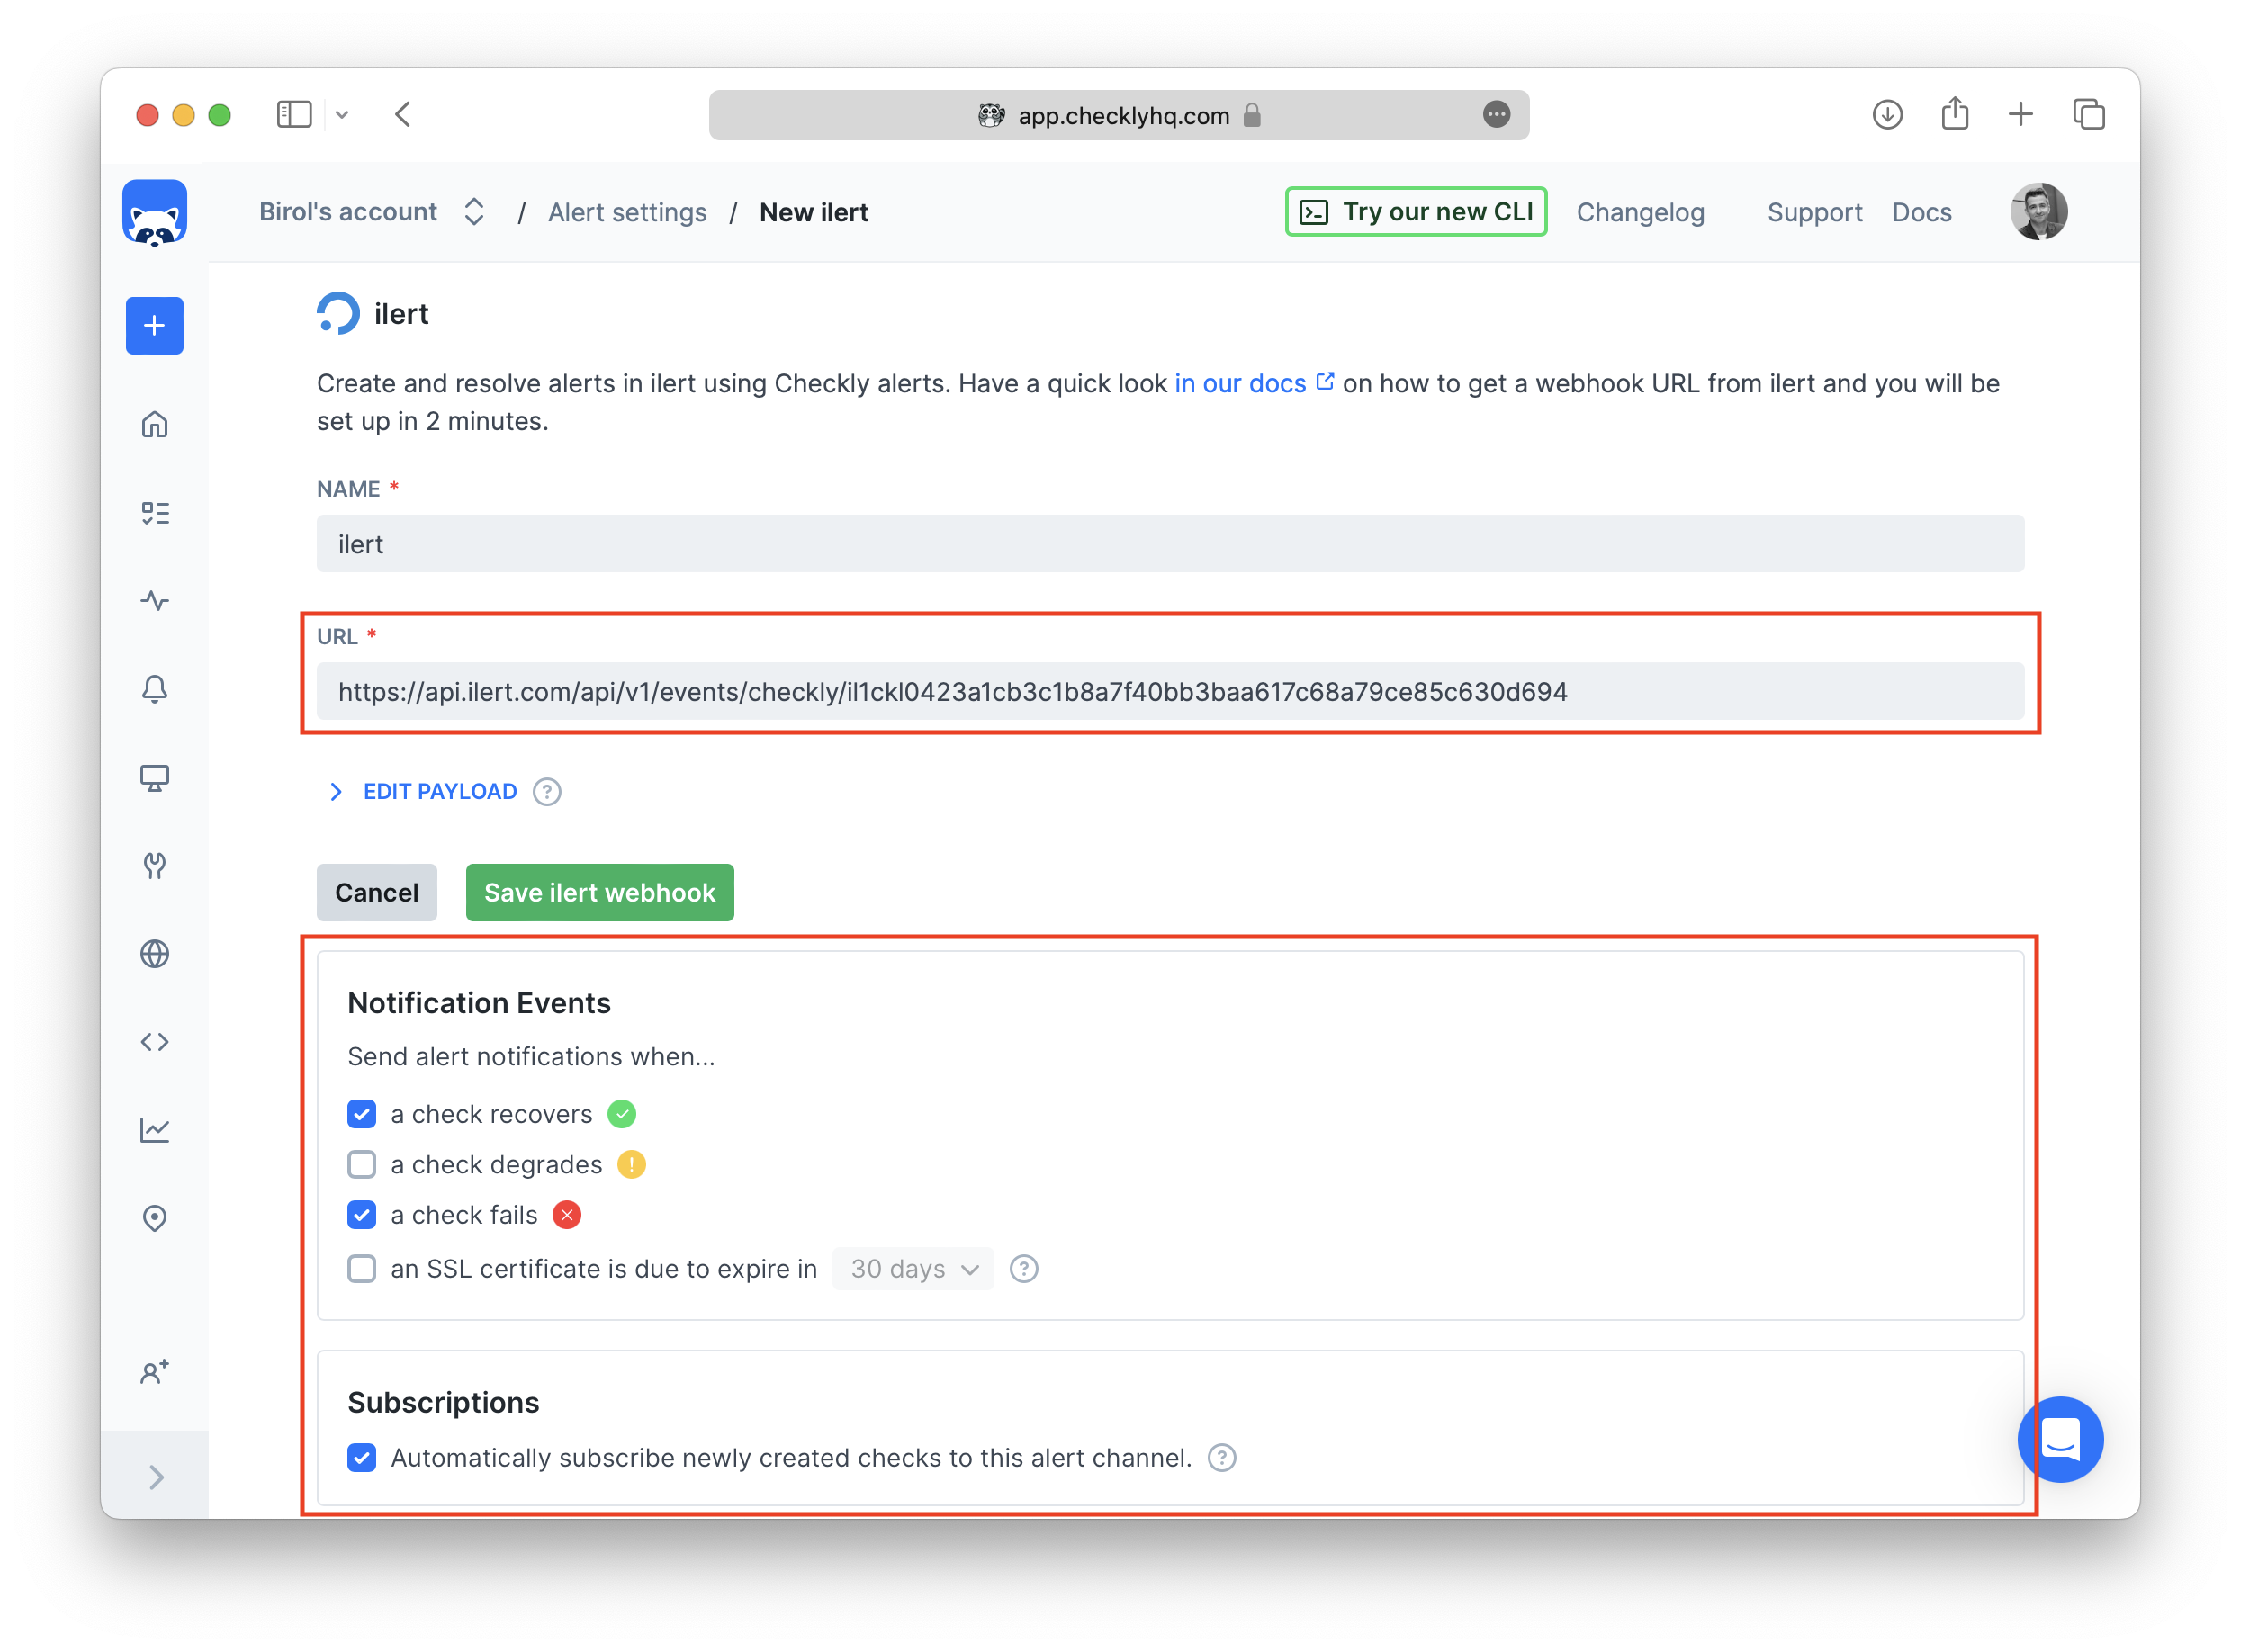 app.checklyhq.com
Birol's account / Alert settings / New ilert
Try our new CLI Changelog Support Docs
ilert
Create and resolve alerts in ilert using Checkly alerts. Have a quick look in our docs on how to get a webhook URL from ilert and you will be
set up in 2 minutes.
NAME *
ilert
URL *
https://api.ilert.com/api/v1/events/checkly/il1ckl0423a1cb3c1b8a7f40bb3baa617c68a79ce85c630d694
EDIT PAYLOAD ?
Cancel Save ilert webhook
Notification Events
Send alert notifications when...
a check recovers
a check degrades !
a check fails
an SSL certificate is due to expire in 30 days ?
Subscriptions
Automatically subscribe newly created checks to this alert channel. ?